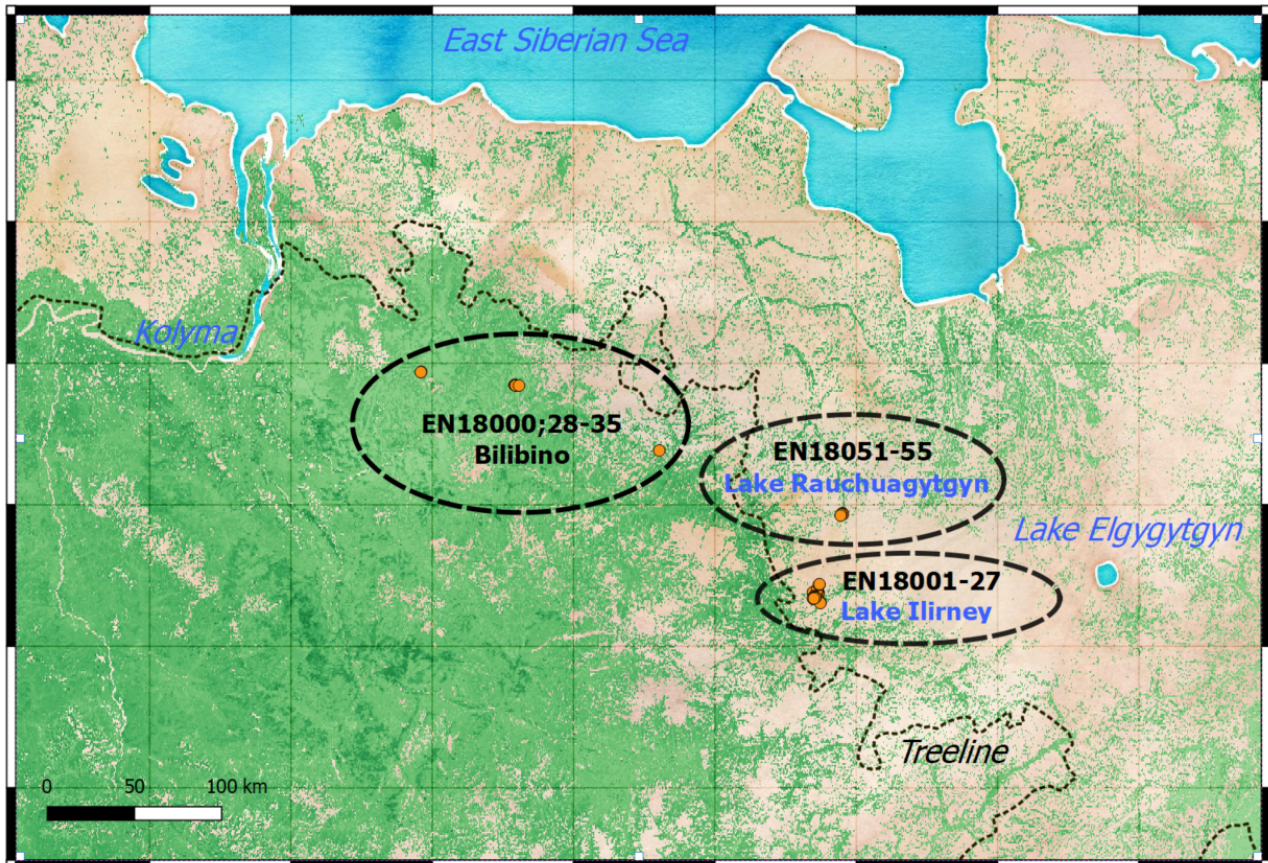 East Siberian Sea
Kolyma
EN18000;28-35
Bilibino
EN18051-55
Lake Rauchuagytgyn
Lake Elgygytgyn
EN18001-27
Lake Ilirney
Treeline
0 50 100 km